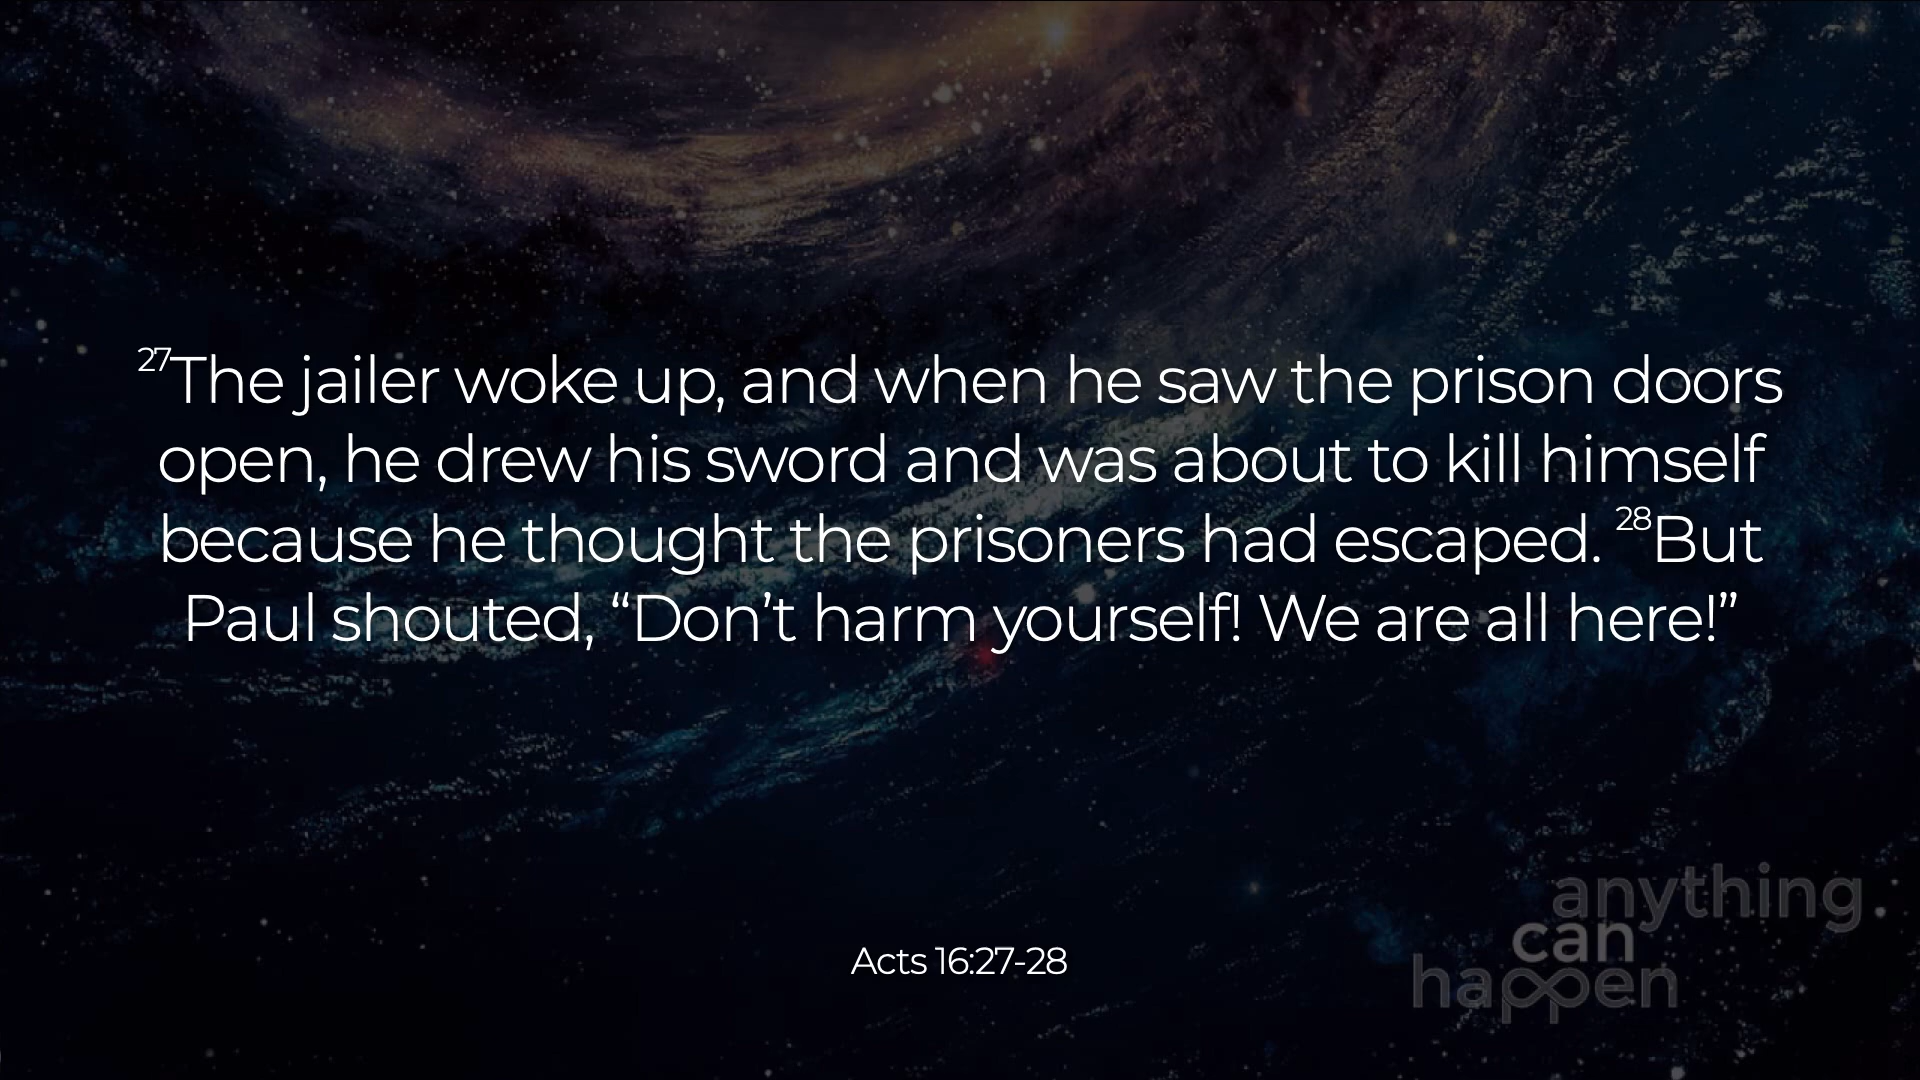 27The jailer woke up, and when he saw the prison doors
open, he drew his sword and was about to kill himself
because he thought the prisoners had escaped. 28But
Paul shouted, “Don’t harm yourself! We are all here!”
Acts 16:27-28
anything
can
happen